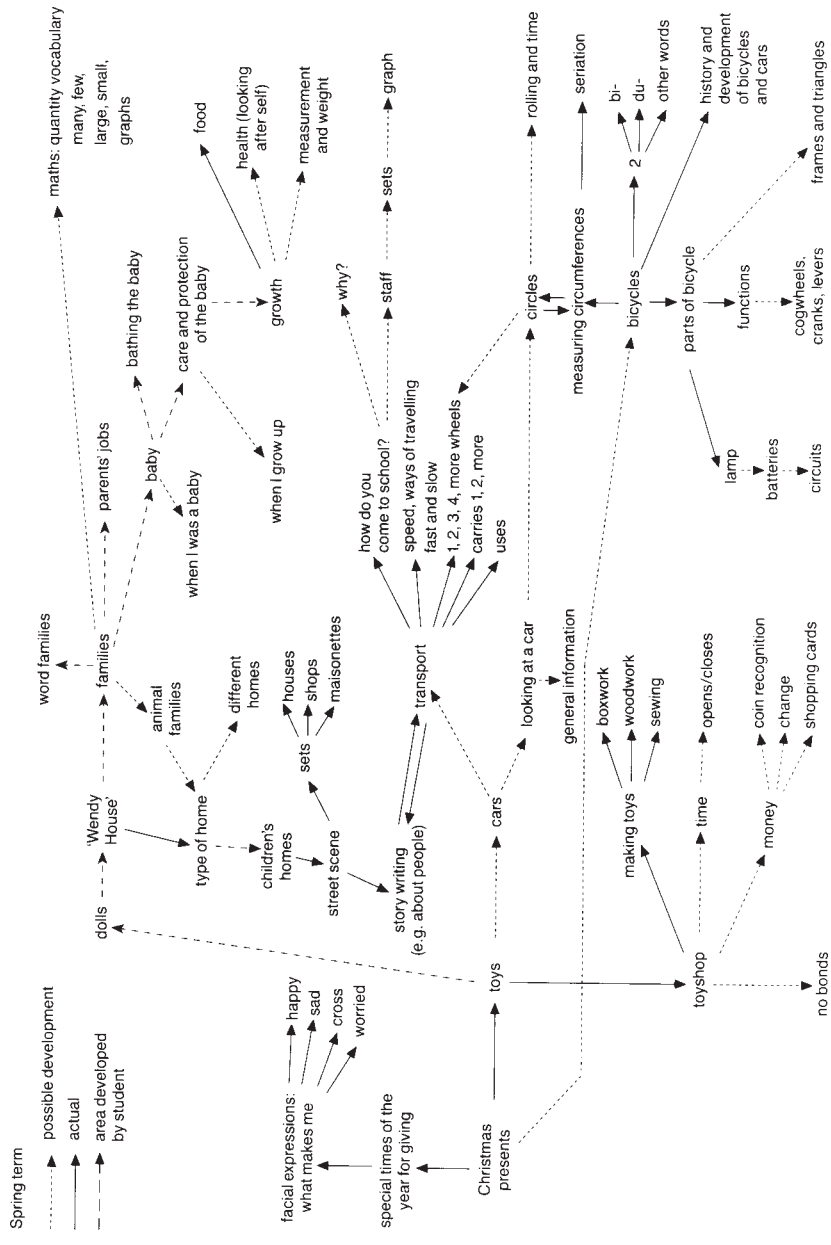 Spring term
possible development
actual
area developed
by student
facial expressions:
what makes me
happy
sad
cross
worried
special times of the
year for giving
Christmas
presents
toys
dolls
'Wendy
House'
families
word families
parents' jobs
maths: quantity vocabulary
many, few,
large, small,
graphs
baby
bathing the baby
when I was a baby
care and protection
of the baby
when I grow up
growth
food
health (looking
after self)
measurement
and weight
animal
families
type of home
different
homes
children's
homes
street scene
sets
houses
shops
maisonettes
story writing
(e.g. about people)
transport
how do you
come to school?
why?
staff
sets
graph
speed, ways of travelling
fast and slow
1, 2, 3, 4, more wheels
carries 1, 2, more
uses
cars
looking at a car
general information
circles
rolling and time
measuring circumferences
seriation
bicycles
2
bi-
du-
other words
history and
development
of bicycles
and cars
parts of bicycle
frames and triangles
functions
cogwheels,
cranks, levers
lamp
batteries
circuits
toyshop
making toys
boxwork
woodwork
sewing
time
opens/closes
money
coin recognition
change
shopping cards
no bonds